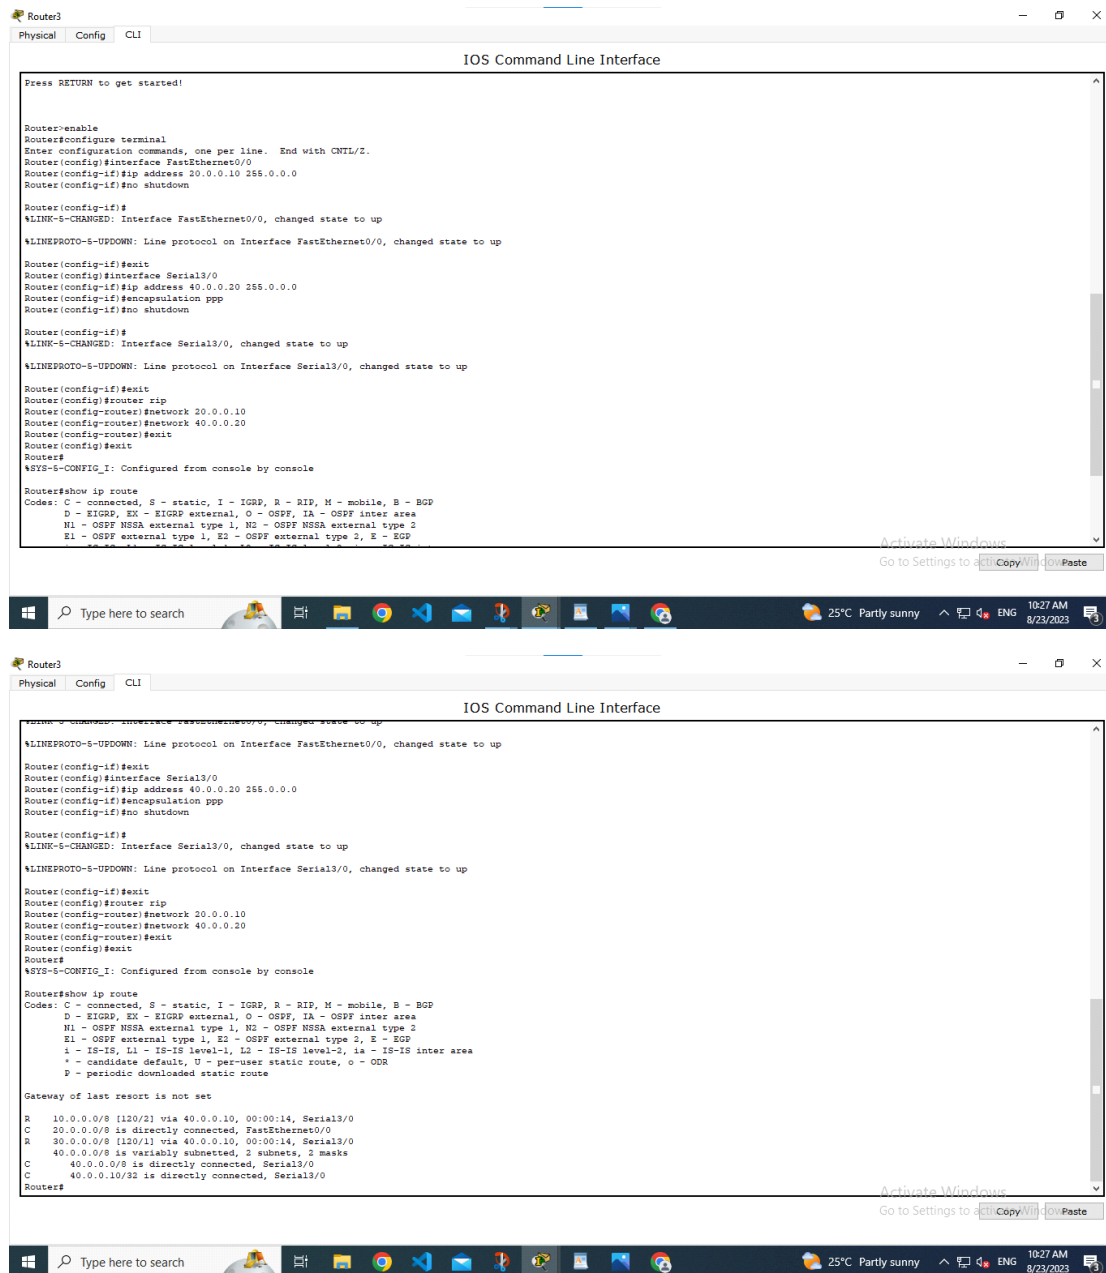 Router3
Physical Config CLI
IOS Command Line Interface
Press RETURN to get started!
Router>enable
Router#configure terminal
Enter configuration commands, one per line.  End with CNTL/Z.
Router(config)#interface FastEthernet0/0
Router(config-if)#ip address 20.0.0.10 255.0.0.0
Router(config-if)#no shutdown
Router(config-if)#
%LINK-5-CHANGED: Interface FastEthernet0/0, changed state to up
%LINEPROTO-5-UPDOWN: Line protocol on Interface FastEthernet0/0, changed state to up
Router(config-if)#exit
Router(config)#interface Serial3/0
Router(config-if)#ip address 40.0.0.20 255.0.0.0
Router(config-if)#encapsulation ppp
Router(config-if)#no shutdown
Router(config-if)#
%LINK-5-CHANGED: Interface Serial3/0, changed state to up
%LINEPROTO-5-UPDOWN: Line protocol on Interface Serial3/0, changed state to up
Router(config-if)#exit
Router(config)#router rip
Router(config-router)#network 20.0.0.10
Router(config-router)#network 40.0.0.20
Router(config-router)#exit
Router(config)#exit
Router#
%SYS-5-CONFIG_I: Configured from console by console
Router#show ip route
Codes: C - connected, S - static, I - IGRP, R - RIP, M - mobile, B - BGP
D - EIGRP, EX - EIGRP external, O - OSPF, IA - OSPF inter area
N1 - OSPF NSSA external type 1, N2 - OSPF NSSA external type 2
E1 - OSPF external type 1, E2 - OSPF external type 2, E - EGP
Activate Windows
Go to Settings to activate Windows.
Copy Paste
Type here to search
25°C Partly sunny
ENG
10:27 AM
8/23/2023
3
Router3
Physical Config CLI
IOS Command Line Interface
%LINK-5-CHANGED: Interface FastEthernet0/0, changed state to up
%LINEPROTO-5-UPDOWN: Line protocol on Interface FastEthernet0/0, changed state to up
Router(config-if)#exit
Router(config)#interface Serial3/0
Router(config-if)#ip address 40.0.0.20 255.0.0.0
Router(config-if)#encapsulation ppp
Router(config-if)#no shutdown
Router(config-if)#
%LINK-5-CHANGED: Interface Serial3/0, changed state to up
%LINEPROTO-5-UPDOWN: Line protocol on Interface Serial3/0, changed state to up
Router(config-if)#exit
Router(config)#router rip
Router(config-router)#network 20.0.0.10
Router(config-router)#network 40.0.0.20
Router(config-router)#exit
Router(config)#exit
Router#
%SYS-5-CONFIG_I: Configured from console by console
Router#show ip route
Codes: C - connected, S - static, I - IGRP, R - RIP, M - mobile, B - BGP
D - EIGRP, EX - EIGRP external, O - OSPF, IA - OSPF inter area
N1 - OSPF NSSA external type 1, N2 - OSPF NSSA external type 2
E1 - OSPF external type 1, E2 - OSPF external type 2, E - EGP
i - IS-IS, L1 - IS-IS level-1, L2 - IS-IS level-2, ia - IS-IS inter area
* - candidate default, U - per-user static route, o - ODR
P - periodic downloaded static route
Gateway of last resort is not set
R    10.0.0.0/8 [120/2] via 40.0.0.10, 00:00:14, Serial3/0
C    20.0.0.0/8 is directly connected, FastEthernet0/0
R    30.0.0.0/8 [120/1] via 40.0.0.10, 00:00:14, Serial3/0
40.0.0.0/8 is variably subnetted, 2 subnets, 2 masks
C       40.0.0.0/8 is directly connected, Serial3/0
C       40.0.0.10/32 is directly connected, Serial3/0
Router#
Activate Windows
Go to Settings to activate Windows.
Copy Paste
Type here to search
25°C Partly sunny
ENG
10:27 AM
8/23/2023
3